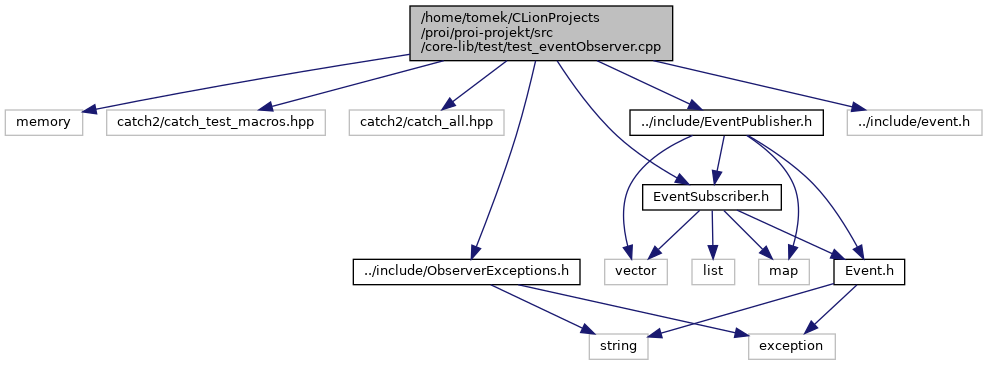 /home/tomek/CLionProjects
/proi/proi-projekt/src
/core-lib/test/test_eventObserver.cpp
memory
catch2/catch_test_macros.hpp
catch2/catch_all.hpp
../include/EventPublisher.h
../include/event.h
EventSubscriber.h
../include/ObserverExceptions.h
vector
list
map
Event.h
string
exception